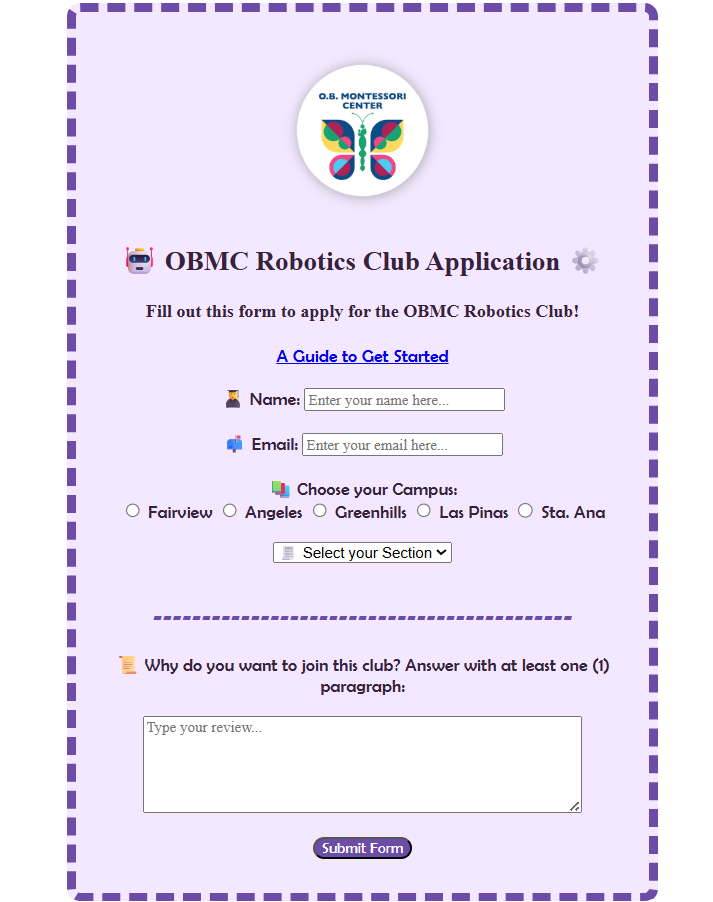 O.B. MONTESSORI
CENTER
🤖 OBMC Robotics Club Application ⚙️
Fill out this form to apply for the OBMC Robotics Club!
A Guide to Get Started
👩‍🎓 Name: Enter your name here...
📫 Email: Enter your email here...
📚 Choose your Campus:
Fairview Angeles Greenhills Las Pinas Sta. Ana
📃 Select your Section
📜 Why do you want to join this club? Answer with at least one (1)
paragraph:
Type your review...
Submit Form